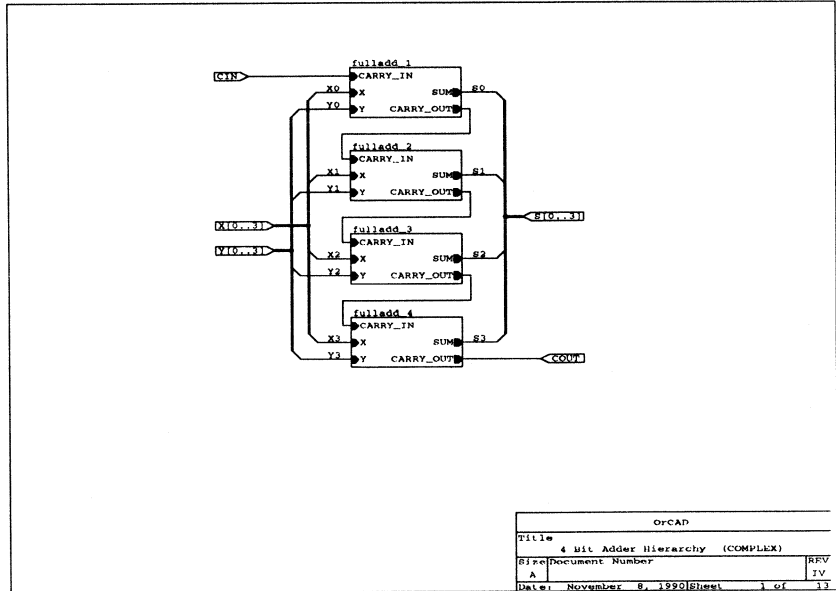 fulladd_1
CIN
CARRY_IN
X0 X SUM S0
Y0 Y CARRY_OUT
fulladd_2
CARRY_IN
X1 X SUM S1
Y1 Y CARRY_OUT
X[0..3]
S[0..3]
fulladd_3
CARRY_IN
Y[0..3]
X2 X SUM S2
Y2 Y CARRY_OUT
fulladd_4
CARRY_IN
X3 X SUM S3
Y3 Y CARRY_OUT COUT
OrCAD
Title
4 Bit Adder Hierarchy (COMPLEX)
Size Document Number REV
A IV
Date: November 8, 1990 Sheet 1 of 13